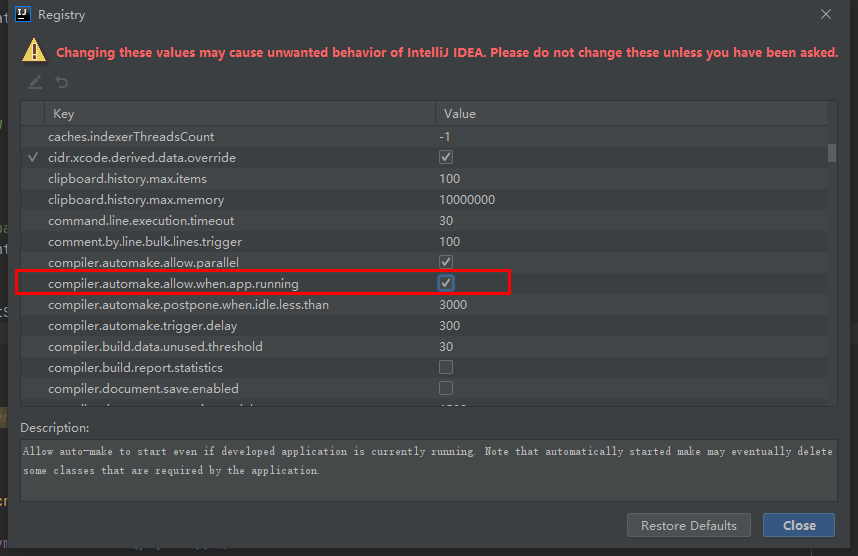 Registry
Changing these values may cause unwanted behavior of IntelliJ IDEA. Please do not change these unless you have been asked.
Key Value
caches.indexerThreadsCount -1
cidr.xcode.derived.data.override
clipboard.history.max.items 100
clipboard.history.max.memory 10000000
command.line.execution.timeout 30
comment.by.line.bulk.lines.trigger 100
compiler.automake.allow.parallel
compiler.automake.allow.when.app.running
compiler.automake.postpone.when.idle.less.than 3000
compiler.automake.trigger.delay 300
compiler.build.data.unused.threshold 30
compiler.build.report.statistics
compiler.document.save.enabled
Description:
Allow auto-make to start even if developed application is currently running. Note that automatically started make may eventually delete
some classes that are required by the application.
Restore Defaults Close